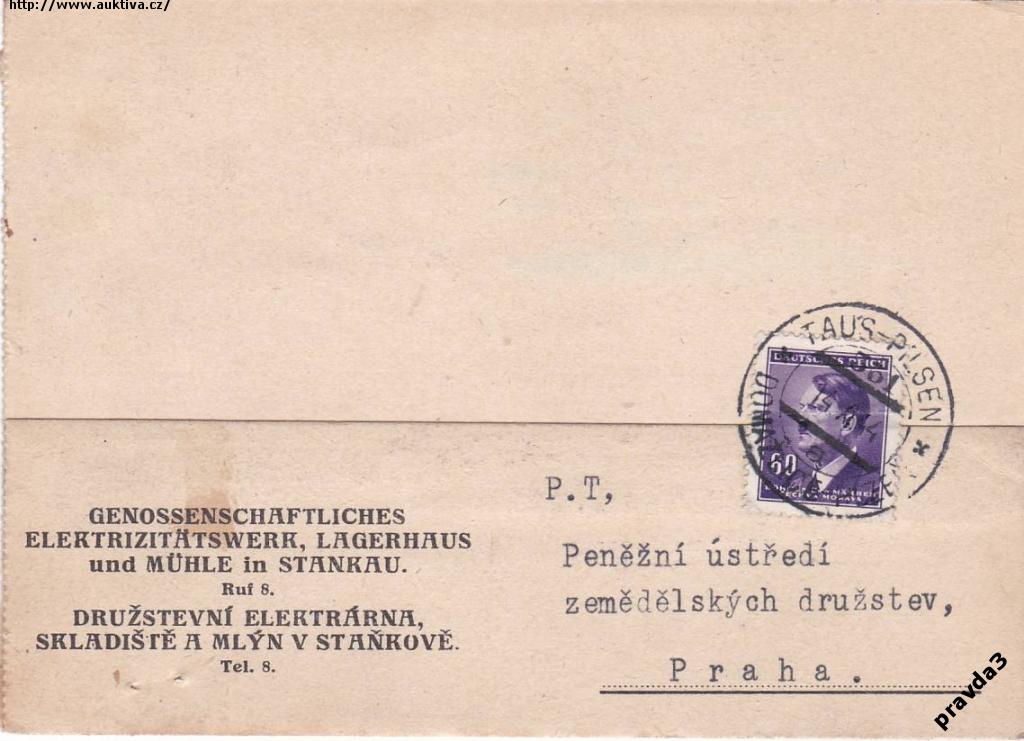 http://www.auktiva.cz/
TAUS-PILSEN *
DEUTSCHES REICH
60
P.T,
GENOSSENSCHAFTLICHES
ELEKTRIZITÄTSWERK, LAGERHAUS
und MÜHLE in STANKAU.
Ruf 8.
DRUŽSTEVNÍ ELEKTRÁRNA,
SKLADIŠTĚ A MLÝN V STAŇKOVĚ.
Tel. 8.
Peněžní ústředí
zemědělských družstev,
Praha.
pravda3